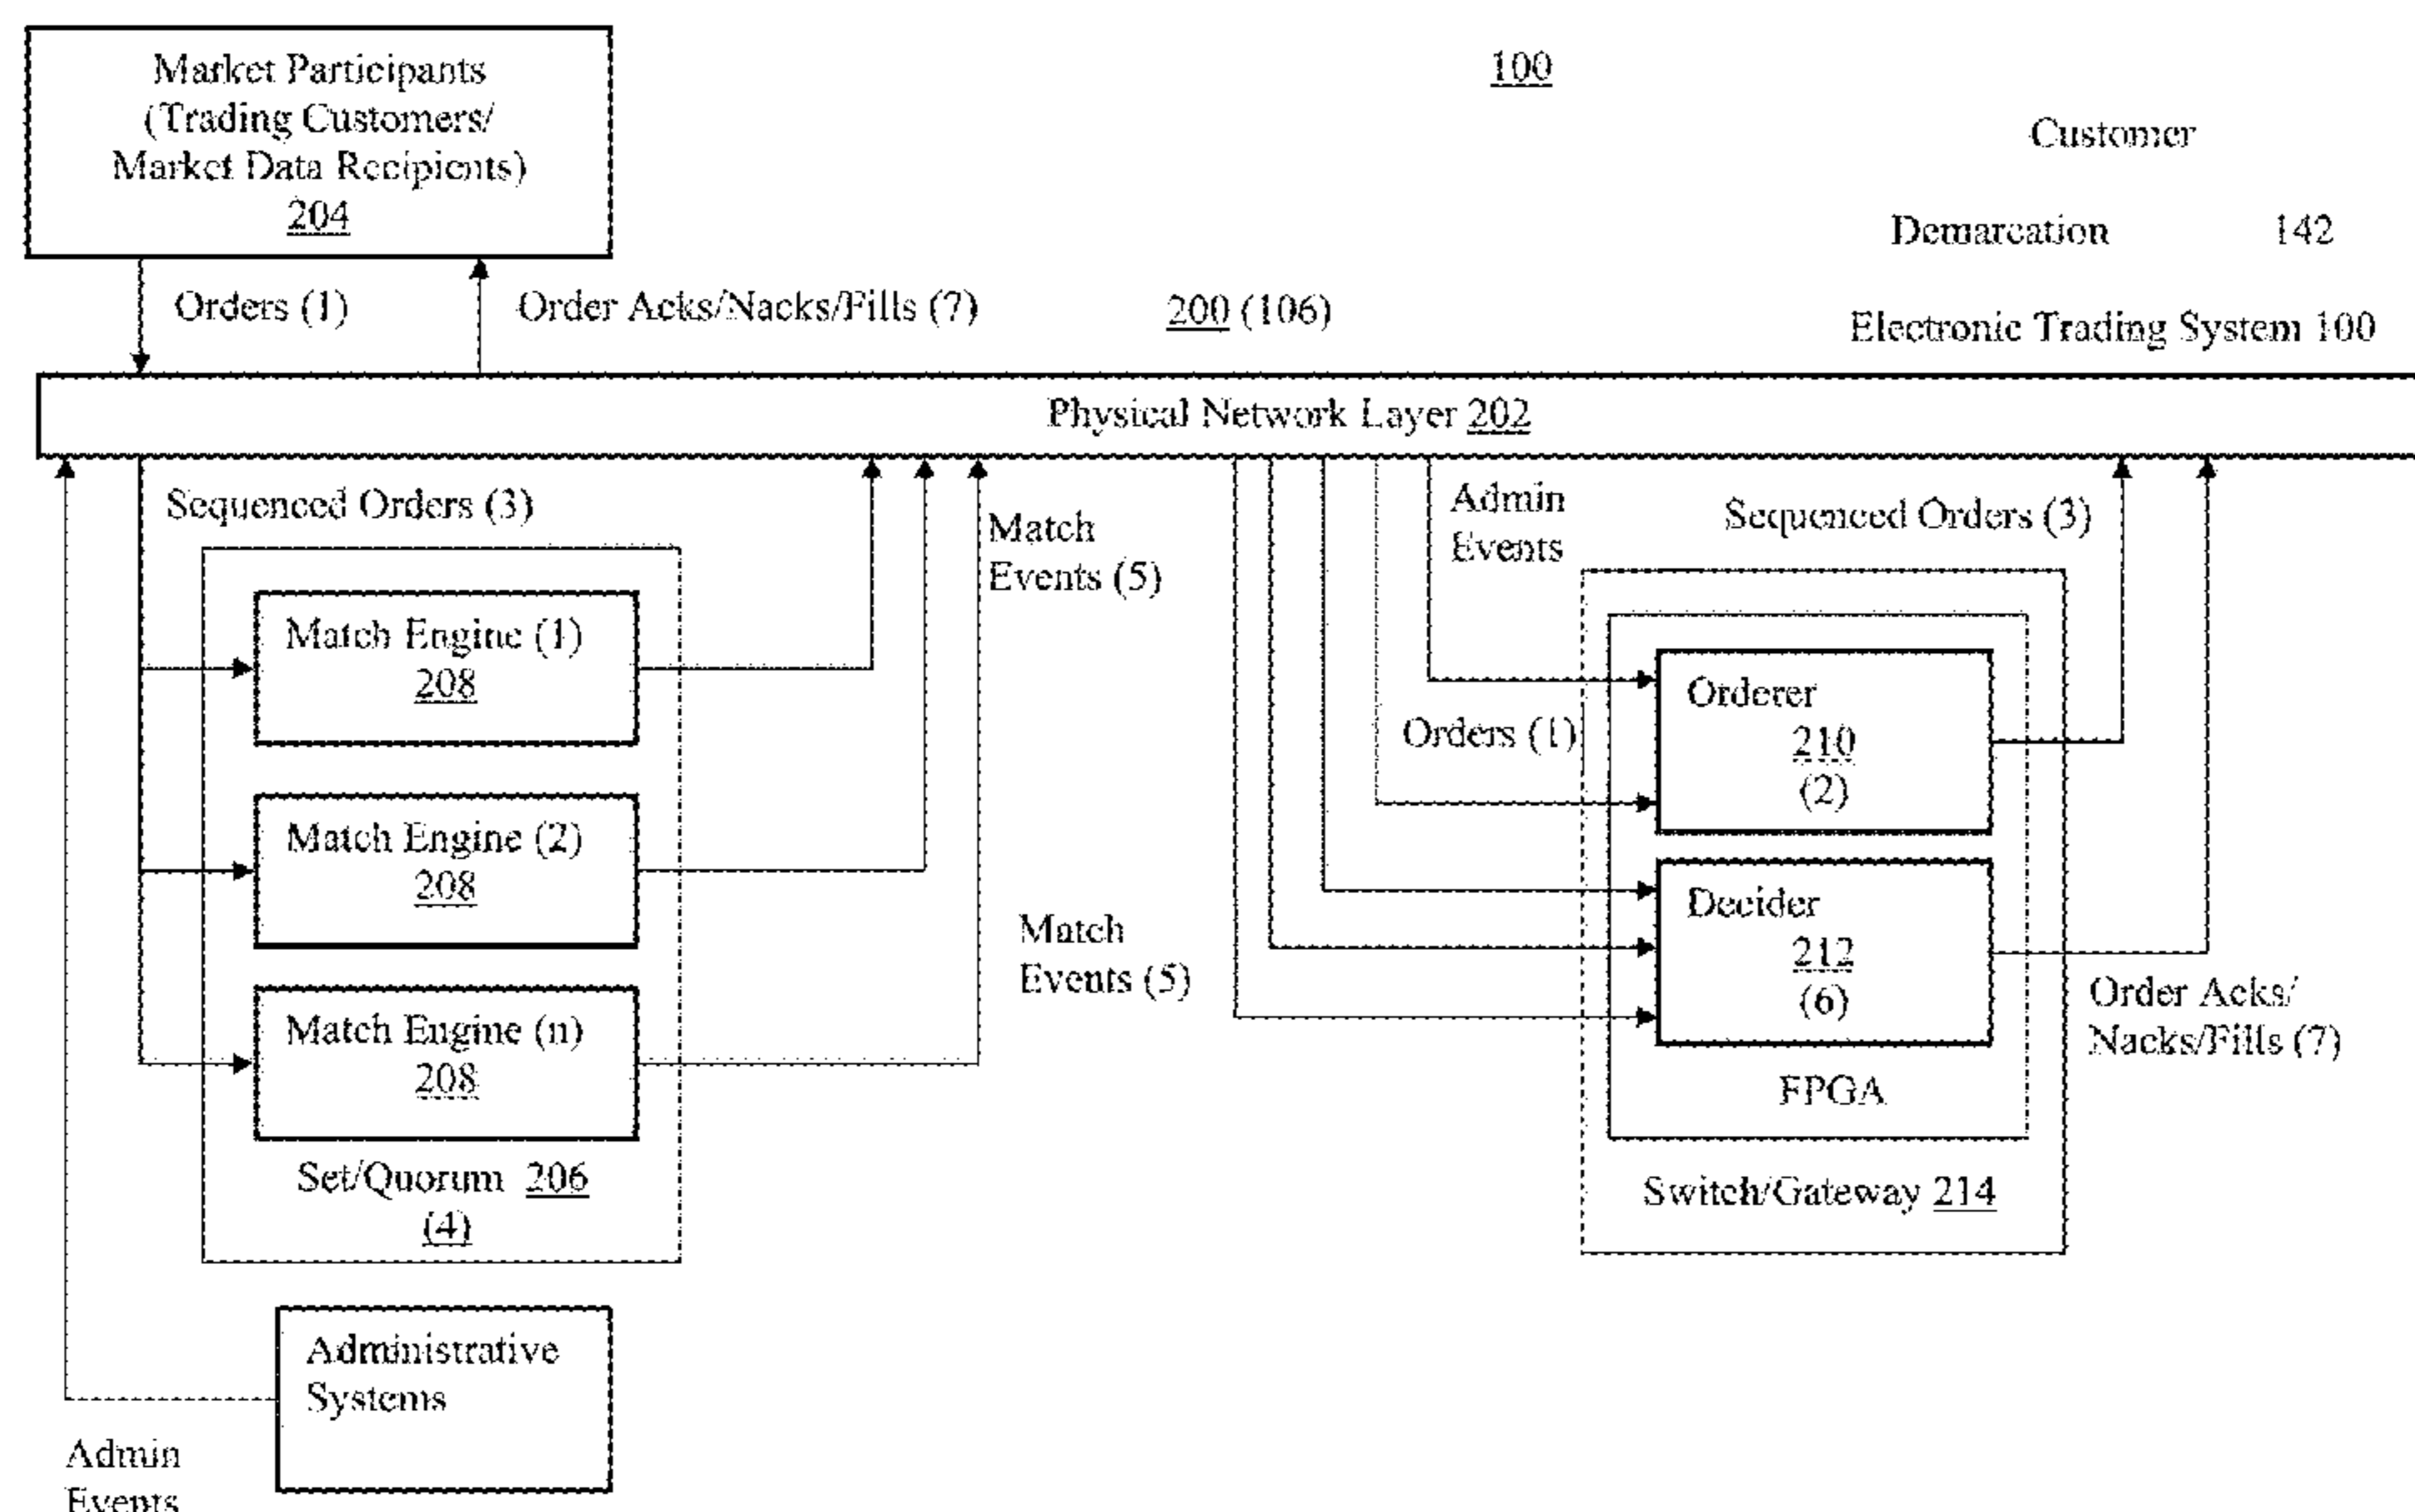 Market Participants
(Trading Customers/
Market Data Recipients)
204
100
Customer
Demarcation 142
Electronic Trading System 100
Orders (1)
Order Acks/Nacks/Fills (7)
200 (106)
Physical Network Layer 202
Sequenced Orders (3)
Match
Events (5)
Admin
Events
Sequenced Orders (3)
Match Engine (1)
208
Match Engine (2)
208
Match Engine (n)
208
Set/Quorum 206
(4)
Match
Events (5)
Orders (1)
Orderer
210
(2)
Decider
212
(6)
FPGA
Switch/Gateway 214
Order Acks/
Nacks/Fills (7)
Administrative
Systems
Admin
Events